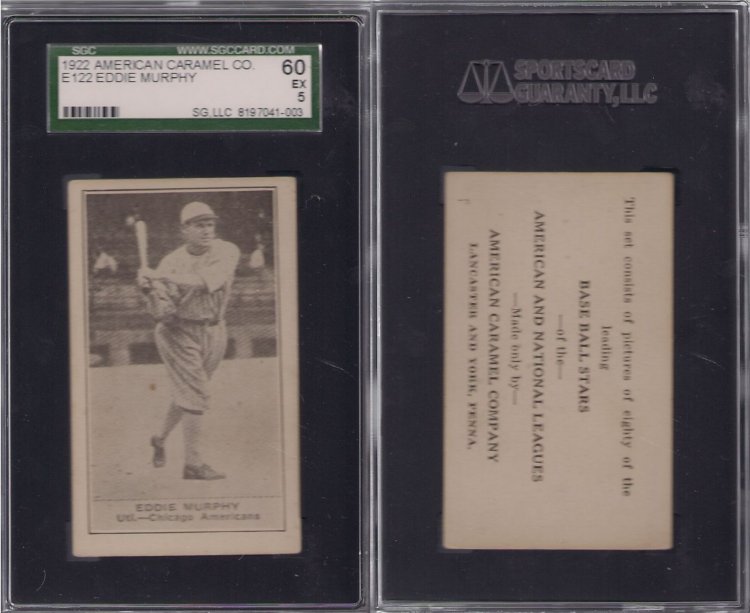 SGC WWW.SGCCARD.COM
1922 AMERICAN CARAMEL CO. 60
E122 EDDIE MURPHY EX
5
SG,LLC 8197041-003
EDDIE MURPHY
Utl.—Chicago Americans
SPORTSCARD
GUARANTY,LLC
This set consists of pictures of eighty of the
leading
BASE BALL STARS
—of the—
AMERICAN AND NATIONAL LEAGUES
—Made only by—
AMERICAN CARAMEL COMPANY
LANCASTER AND YORK, PENNA.